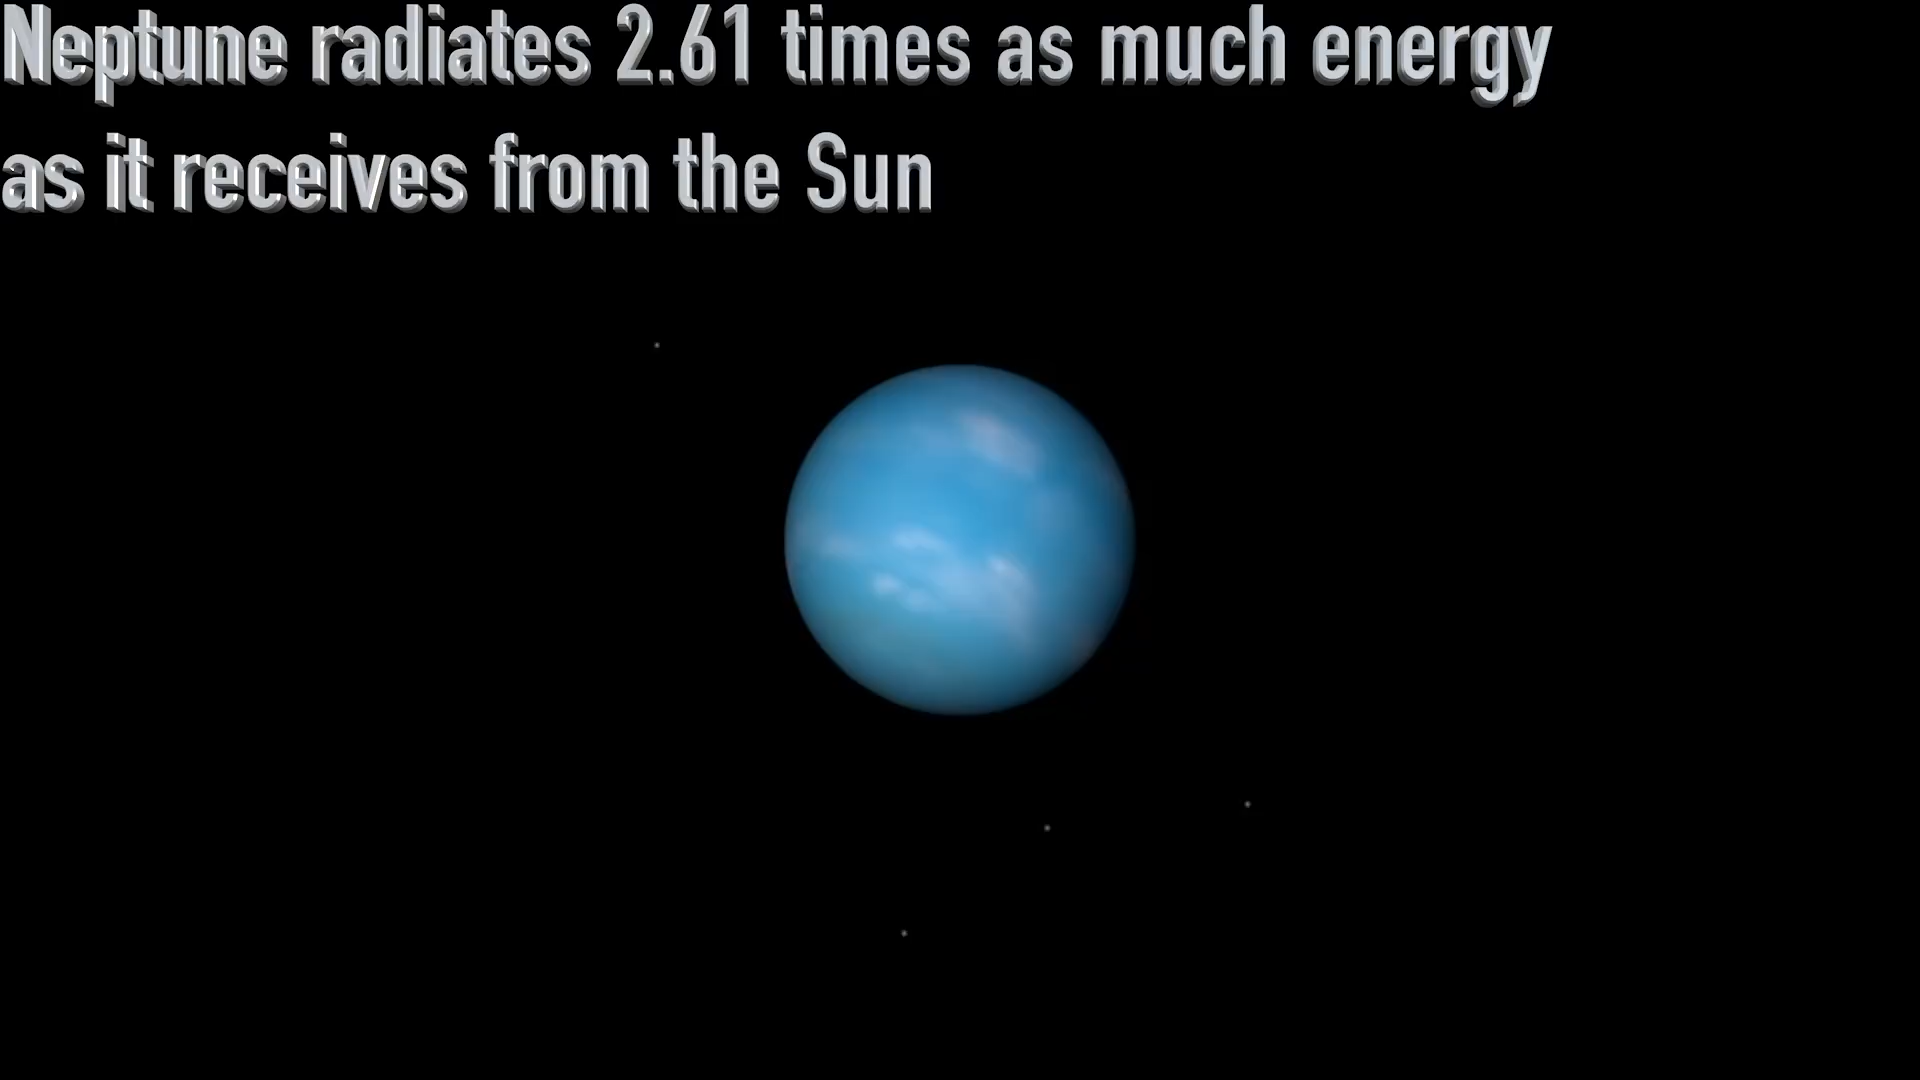 Neptune radiates 2.61 times as much energy
as it receives from the Sun